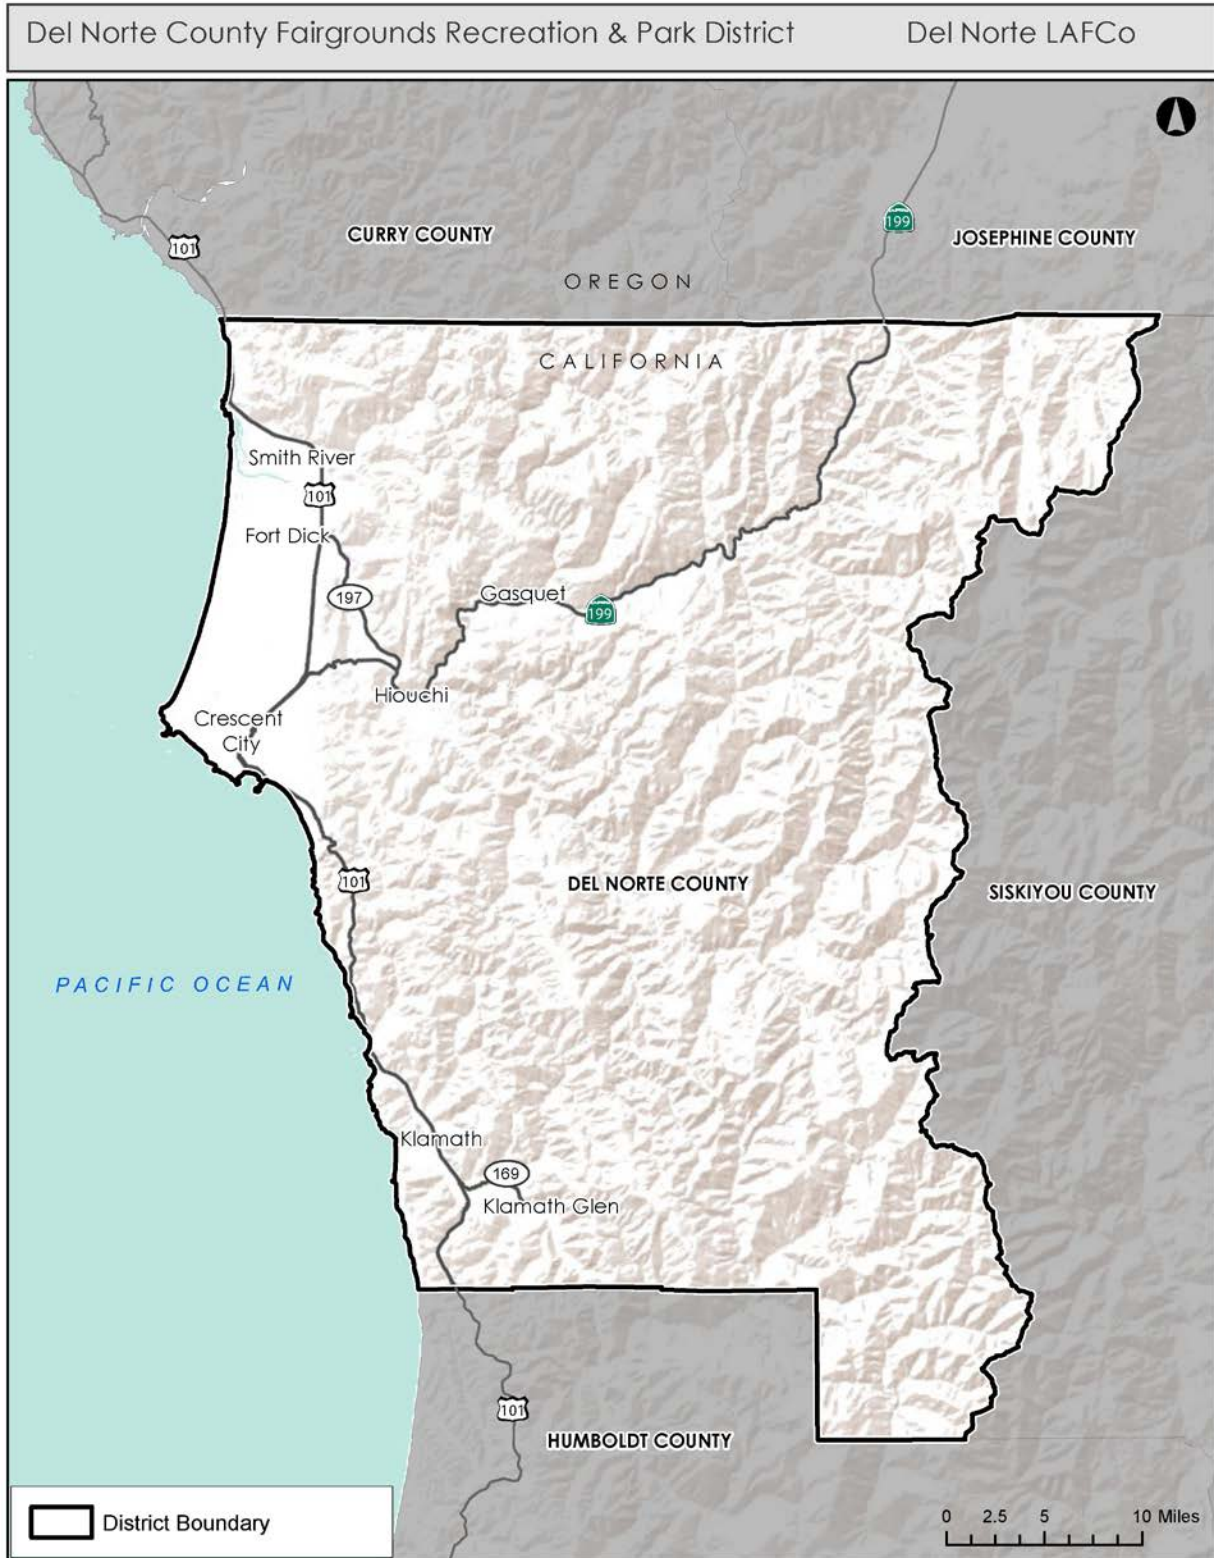 Del Norte County Fairgrounds Recreation & Park District
Del Norte LAFCo
199
CURRY COUNTY
JOSEPHINE COUNTY
101
OREGON
CALIFORNIA
Smith River
101
Fort Dick
197
Gasquet
199
Hiouchi
Crescent
City
101
DEL NORTE COUNTY
SISKIYOU COUNTY
PACIFIC OCEAN
Klamath
169
Klamath Glen
101
HUMBOLDT COUNTY
District Boundary
0 2.5 5 10 Miles